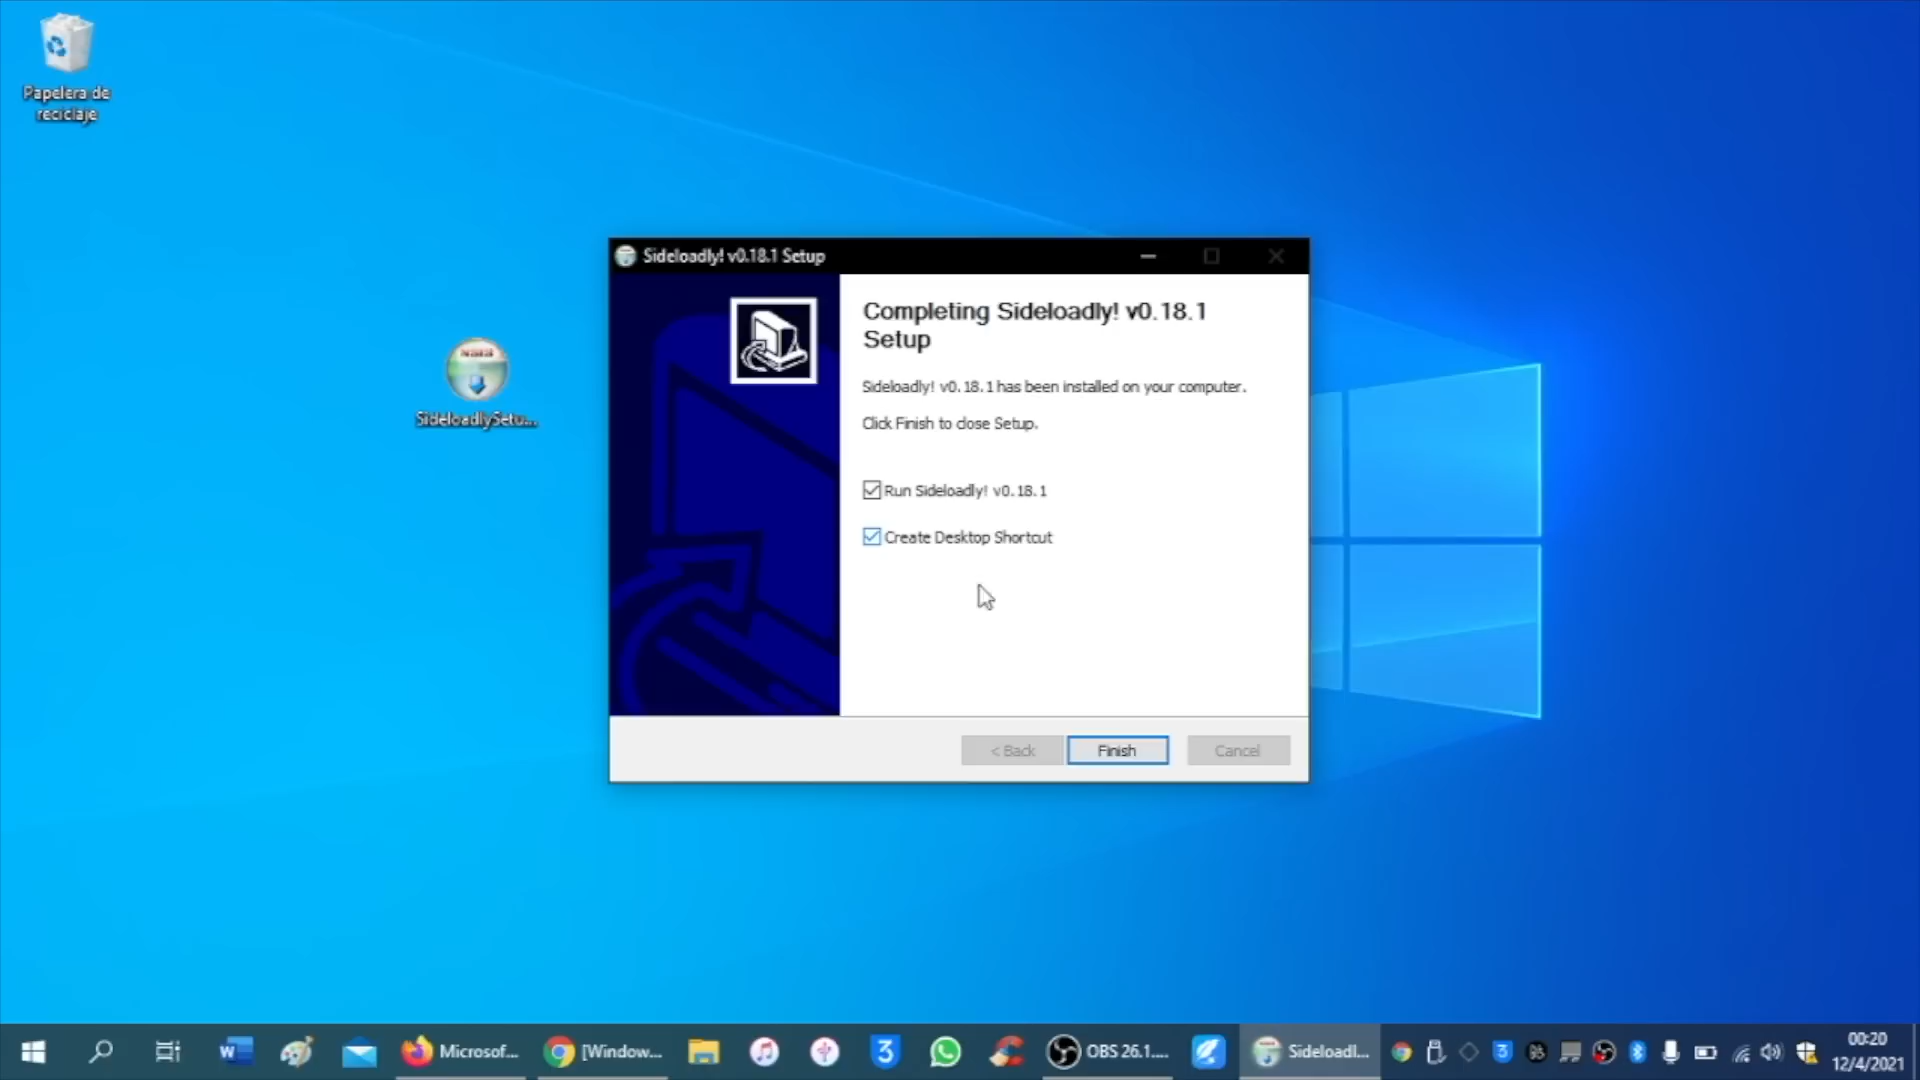 Papelera de
reciclaje
SideloadlySetu...
Sideloadly! v0.18.1 Setup
Completing Sideloadly! v0.18.1
Setup
Sideloadly! v0.18.1 has been installed on your computer.
Click Finish to close Setup.
Run Sideloadly! v0.18.1
Create Desktop Shortcut
< Back
Finish
Cancel
Microsof...
[Window...
OBS 26.1....
Sideloadl...
00:20
12/4/2021